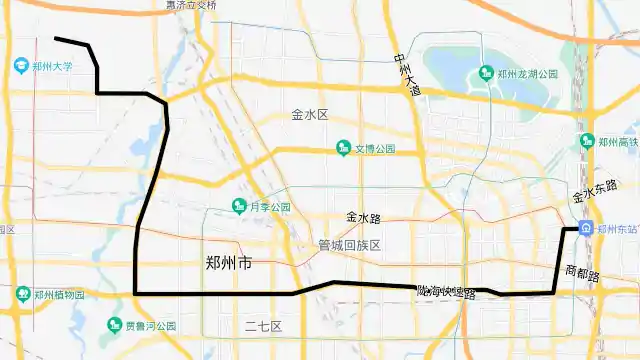 惠济立交桥
郑州大学
中州大道
郑州龙湖公园
金水区
文博公园
郑州高铁
金水东路
月季公园
金水路
园区
管城回族区
郑州东站
郑州市
商都路
郑州植物园
陇海快速路
贾鲁河公园
二七区